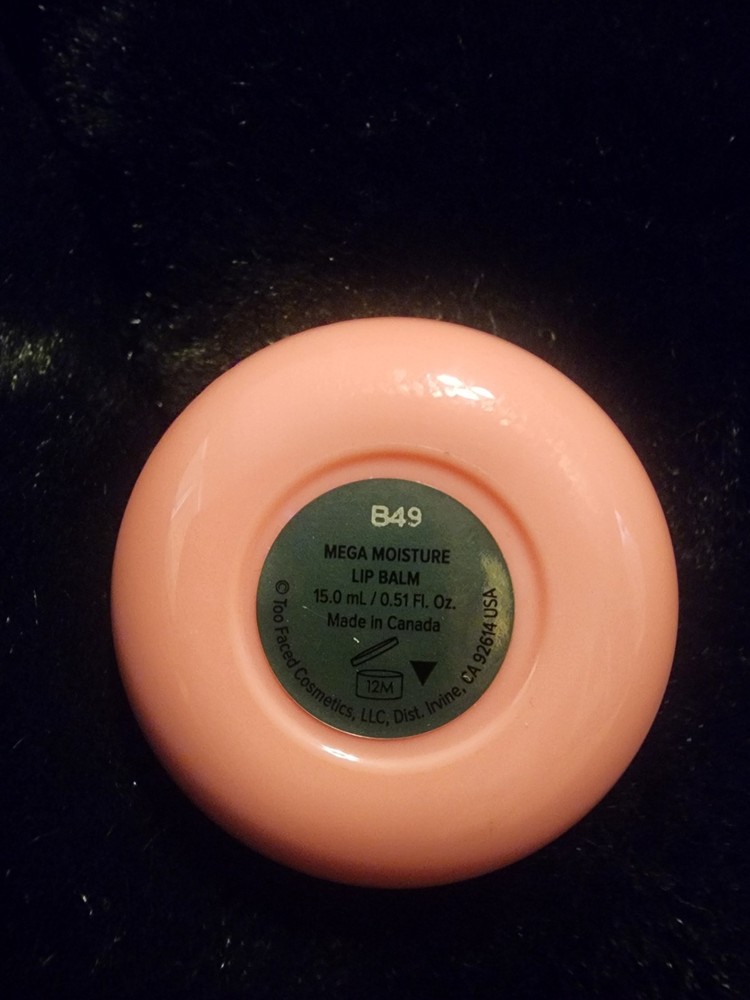 B49
MEGA MOISTURE
LIP BALM
15.0 mL / 0.51 Fl. Oz.
Made in Canada
12M
© Too Faced Cosmetics, LLC, Dist. Irvine, CA 92614 USA